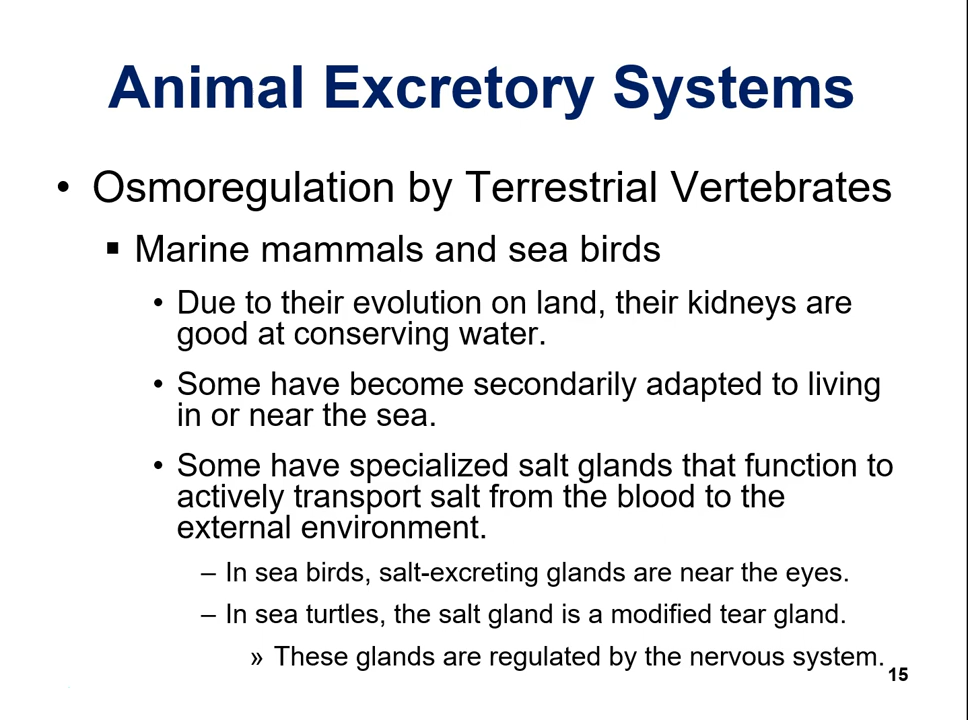 Animal Excretory Systems
• Osmoregulation by Terrestrial Vertebrates
▪ Marine mammals and sea birds
• Due to their evolution on land, their kidneys are
good at conserving water.
• Some have become secondarily adapted to living
in or near the sea.
• Some have specialized salt glands that function to
actively transport salt from the blood to the
external environment.
– In sea birds, salt-excreting glands are near the eyes.
– In sea turtles, the salt gland is a modified tear gland.
» These glands are regulated by the nervous system.
15